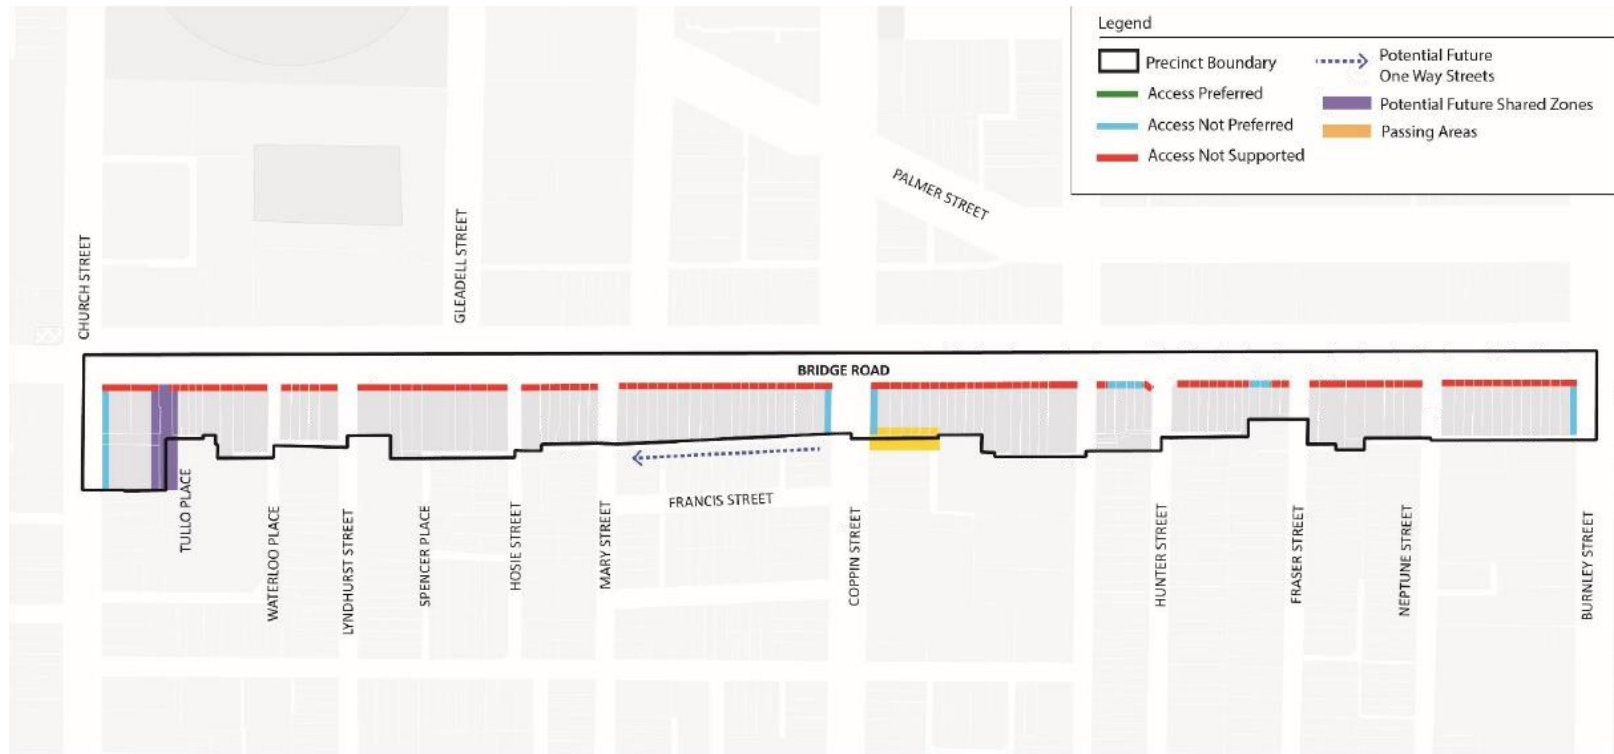 Legend
Precinct Boundary
Access Preferred
Access Not Preferred
Access Not Supported
Potential Future
One Way Streets
Potential Future Shared Zones
Passing Areas
PALMER STREET
CHURCH STREET
GLEADELL STREET
BRIDGE ROAD
TULLO PLACE
WATERLOO PLACE
LYNDHURST STREET
SPENCER PLACE
HOSIE STREET
MARY STREET
FRANCIS STREET
COPPIN STREET
HUNTER STREET
FRASER STREET
NEPTUNE STREET
BURNLEY STREET